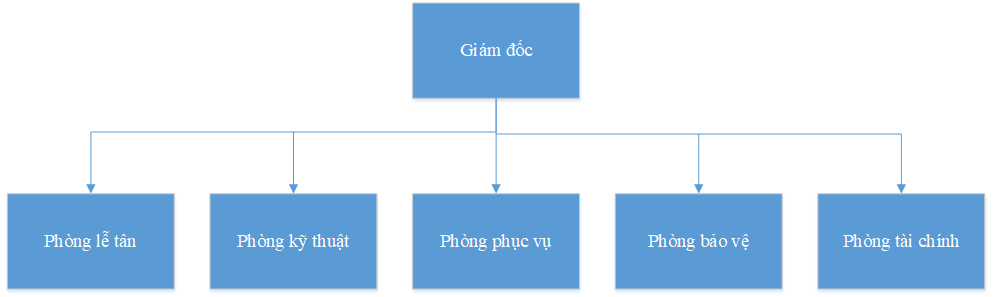 Giám đốc
Phòng lễ tân
Phòng kỹ thuật
Phòng phục vụ
Phòng bảo vệ
Phòng tài chính